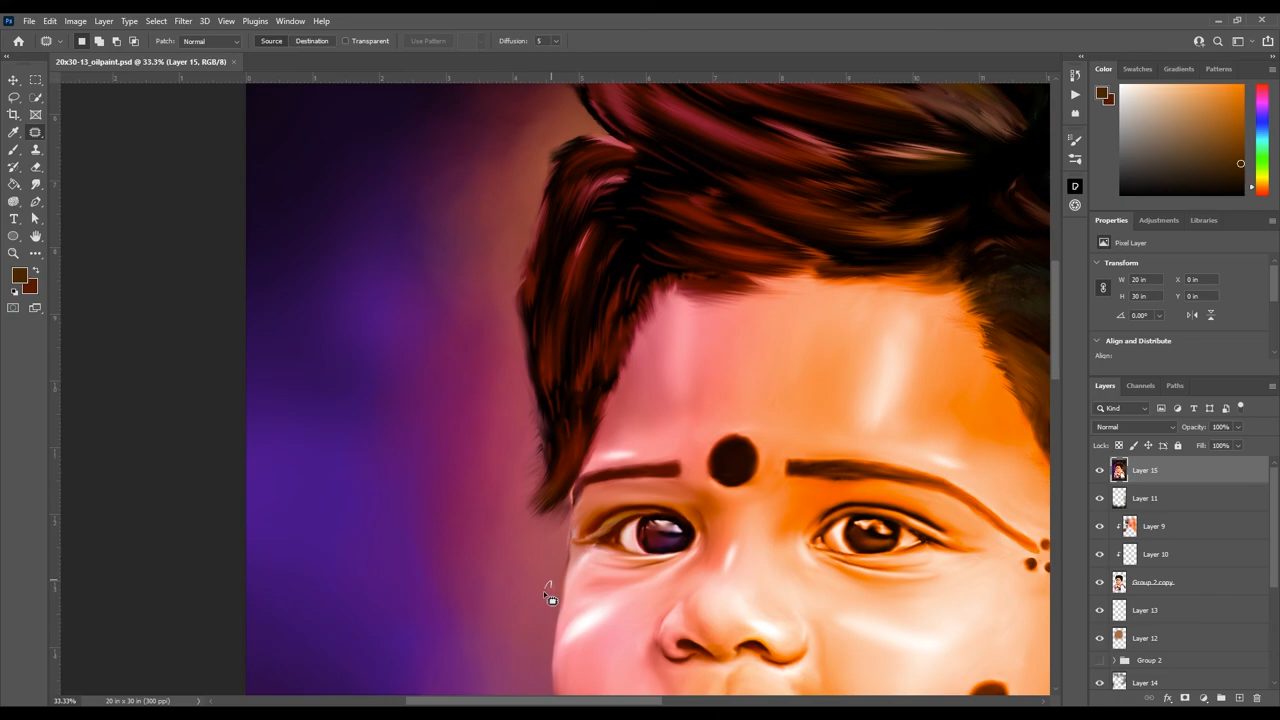 Ps File Edit Image Layer Type Select Filter 3D View Plugins Window Help
Patch: Normal Source Destination Transparent Use Pattern Diffusion: 5
20x30-13_oilpaint.psd @ 33.3% (Layer 15, RGB/8) ×
Color Swatches Gradients Patterns
Properties Adjustments Libraries
Pixel Layer
Transform
W 20 in X 0 in
H 30 in Y 0 in
0.00°
Align and Distribute
Align:
Layers Channels Paths
Kind
Normal Opacity: 100%
Lock: Fill: 100%
Layer 15
Layer 11
Layer 9
Layer 10
Group 2 copy
Layer 13
Layer 12
Group 2
Layer 14
33.33% 20 in x 30 in (300 ppi)